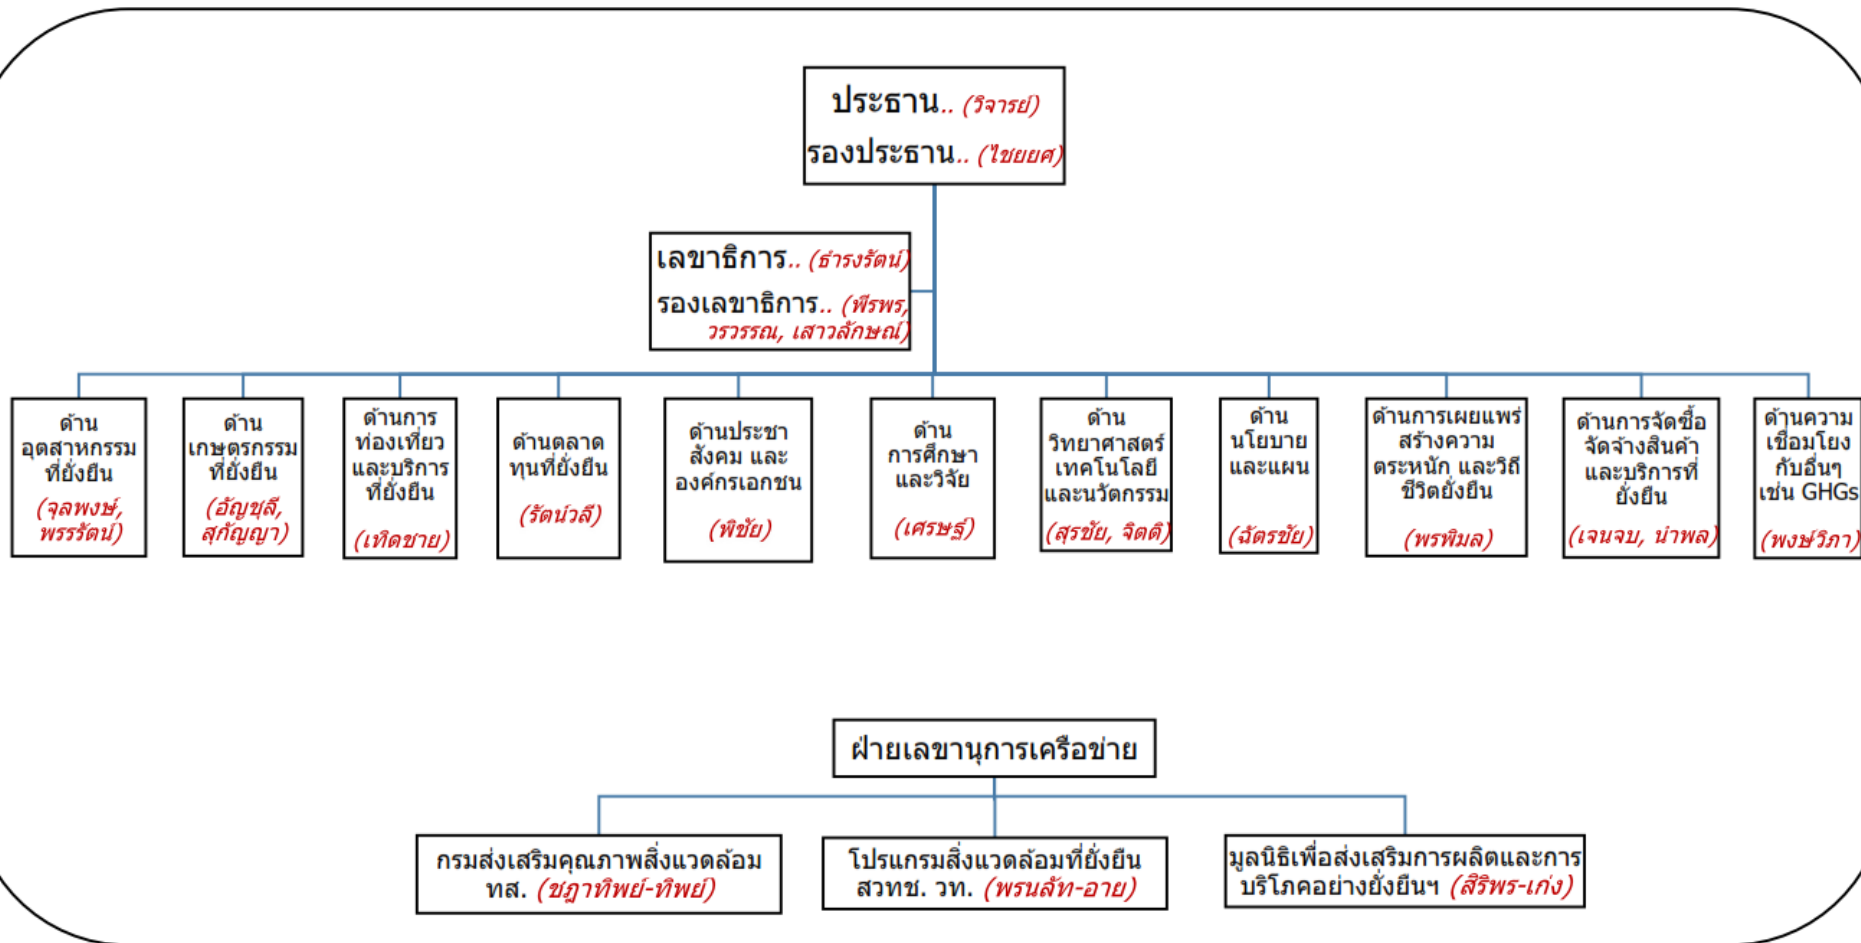 ประธาน.. (วิจารย์)
รองประธาน.. (ไชยยศ)
เลขาธิการ.. (ธำรงรัตน์)
รองเลขาธิการ.. (พีรพร,
วรวรรณ, เสาวลักษณ์)
ด้าน
อุตสาหกรรม
ที่ยั่งยืน
(จุลพงษ์,
พรรรัตน์)
ด้าน
เกษตรกรรม
ที่ยั่งยืน
(อัญชุลี,
สุกัญญา)
ด้านการ
ท่องเที่ยว
และบริการ
ที่ยั่งยืน
(เทิดชาย)
ด้านตลาด
ทุนที่ยั่งยืน
(รัตน์วลี)
ด้านประชา
สังคม และ
องค์กรเอกชน
(พิชัย)
ด้าน
การศึกษา
และวิจัย
(เศรษฐ์)
ด้าน
วิทยาศาสตร์
เทคโนโลยี
และนวัตกรรม
(สุรชัย, จิตติ)
ด้าน
นโยบาย
และแผน
(ฉัตรชัย)
ด้านการเผยแพร่
สร้างความ
ตระหนัก และวิถี
ชีวิตยั่งยืน
(พรพิมล)
ด้านการจัดซื้อ
จัดจ้างสินค้า
และบริการที่
ยั่งยืน
(เจนจบ, นำพล)
ด้านความ
เชื่อมโยง
กับอื่นๆ
เช่น GHGs
(พงษ์วิภา)
ฝ่ายเลขานุการเครือข่าย
กรมส่งเสริมคุณภาพสิ่งแวดล้อม
ทส. (ชฎาทิพย์-ทิพย์)
โปรแกรมสิ่งแวดล้อมที่ยั่งยืน
สวทช. วท. (พรนลัท-อาย)
มูลนิธิเพื่อส่งเสริมการผลิตและการ
บริโภคอย่างยั่งยืนฯ (สิริพร-เก่ง)